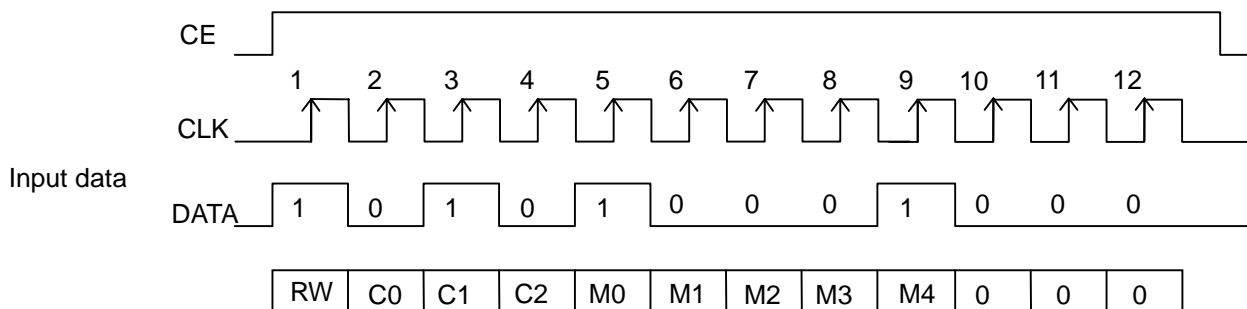 CE
1 2 3 4 5 6 7 8 9 10 11 12
CLK
Input data
DATA 1 0 1 0 1 0 0 0 1 0 0 0
RW C0 C1 C2 M0 M1 M2 M3 M4 0 0 0